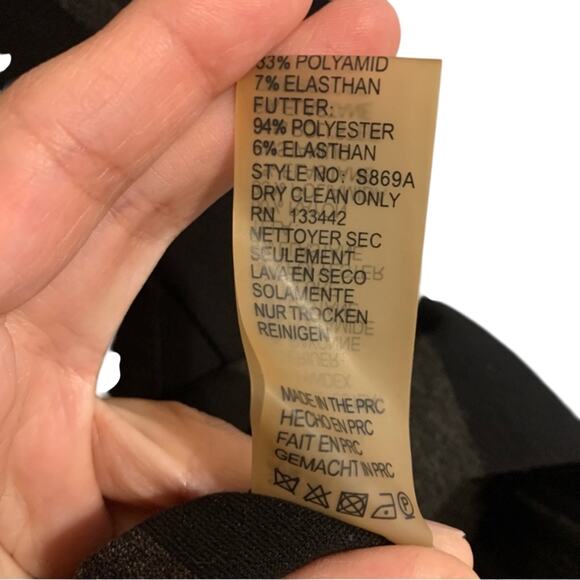 63% POLYAMID
7% ELASTHAN
FUTTER:
94% POLYESTER
6% ELASTHAN
STYLE NO: S869A
DRY CLEAN ONLY
RN 133442
NETTOYER SEC
SEULEMENT
LAVA EN SECO
SOLAMENTE
NUR TROCKEN
REINIGEN
MADE IN THE PRC
HECHO EN PRC
FAIT EN PRC
GEMACHT IN PRC
P